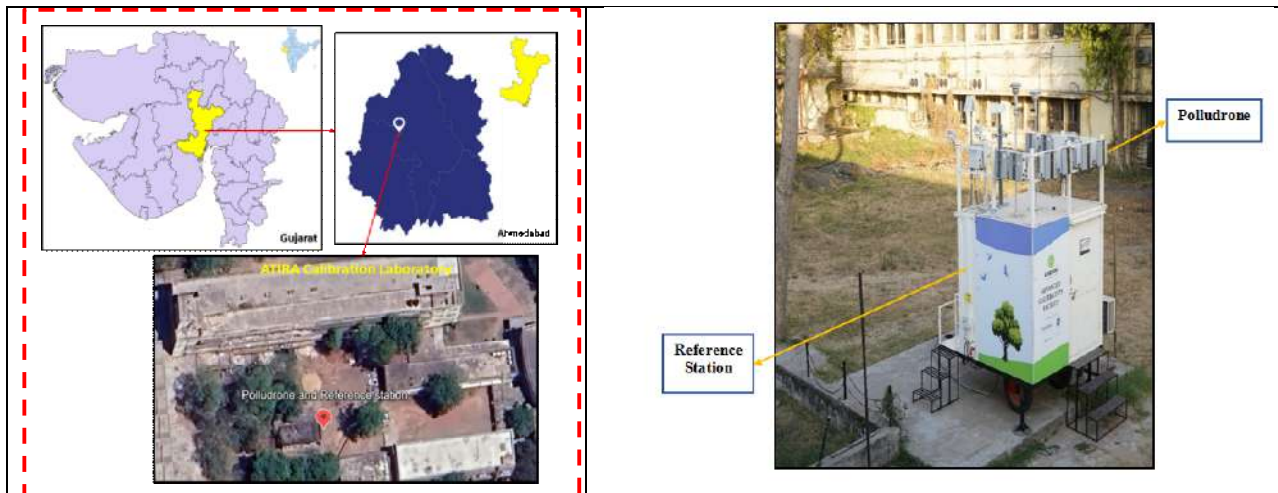 Gujarat
Ahmedabad
ATIRA Calibration Laboratory
Polludrone and Reference station
Polludrone
Reference
Station